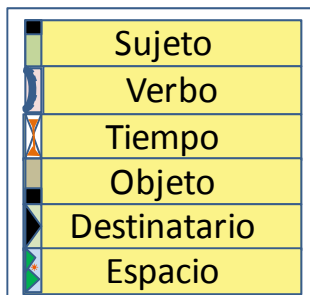 Sujeto
Verbo
Tiempo
Objeto
Destinatario
Espacio